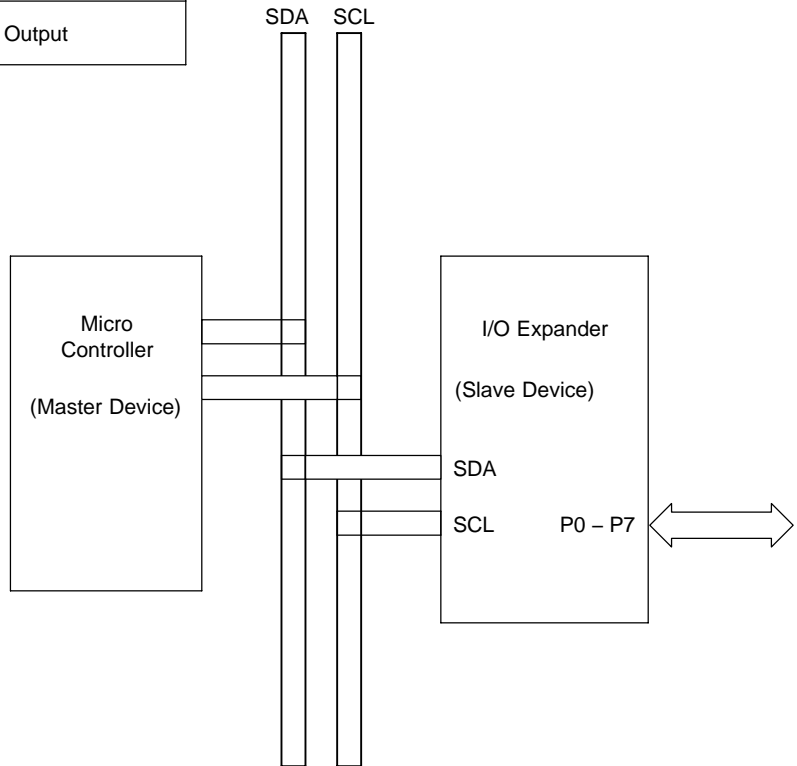 Output
SDA SCL
Micro
Controller
(Master Device)
I/O Expander
(Slave Device)
SDA
SCL P0 – P7